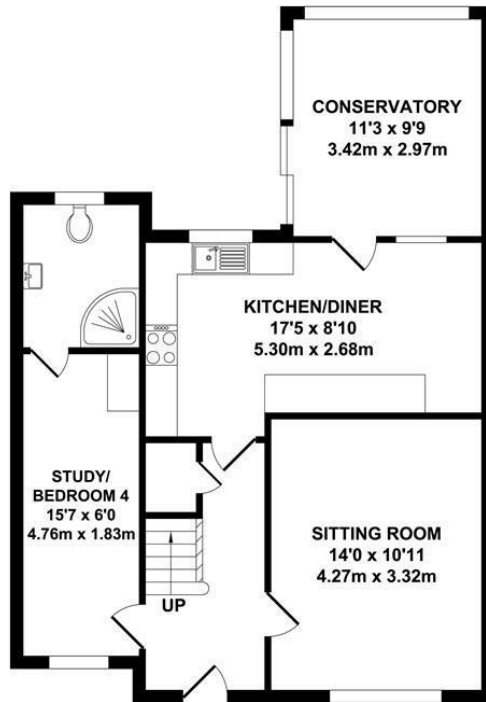 CONSERVATORY
11'3 x 9'9
3.42m x 2.97m
KITCHEN/DINER
17'5 x 8'10
5.30m x 2.68m
STUDY/
BEDROOM 4
15'7 x 6'0
4.76m x 1.83m
SITTING ROOM
14'0 x 10'11
4.27m x 3.32m
UP